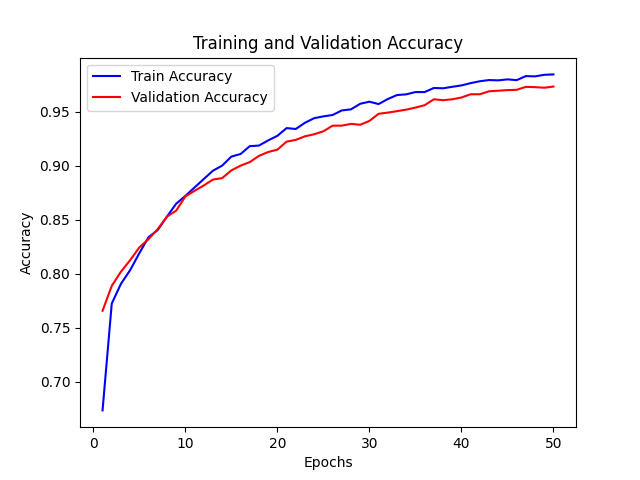 Training and Validation Accuracy
Train Accuracy
Validation Accuracy
0.95
0.90
0.85
0.80
0.75
0.70
Accuracy
0 10 20 30 40 50
Epochs